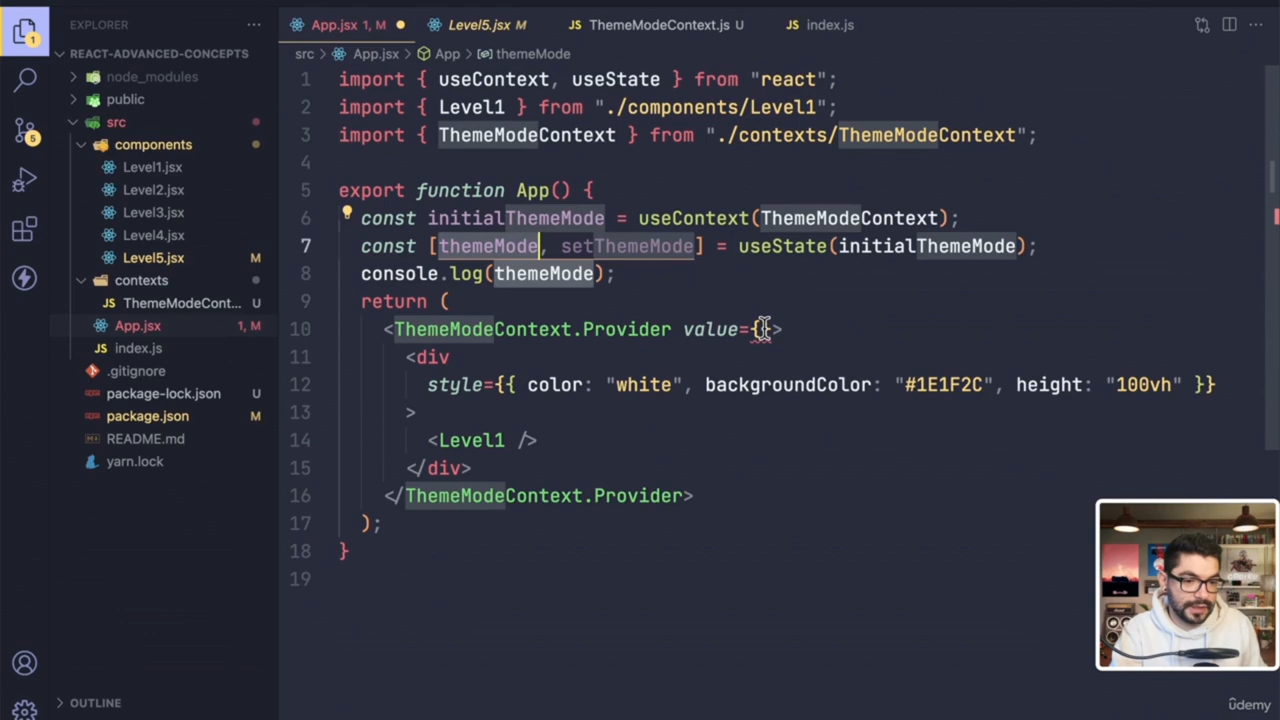 EXPLORER
REACT-ADVANCED-CONCEPTS
node_modules
public
src
components
Level1.jsx
Level2.jsx
Level3.jsx
Level4.jsx
Level5.jsx M
contexts
ThemeModeCont... U
App.jsx 1, M
index.js
.gitignore
package-lock.json U
package.json M
README.md
yarn.lock
OUTLINE
1
5
App.jsx 1, M
Level5.jsx M
JS ThemeModeContext.js U
JS index.js
src > App.jsx > App > themeMode
1 import { useContext, useState } from "react";
2 import { Level1 } from "./components/Level1";
3 import { ThemeModeContext } from "./contexts/ThemeModeContext";
4
5 export function App() {
6 const initialThemeMode = useContext(ThemeModeContext);
7 const [themeMode, setThemeMode] = useState(initialThemeMode);
8 console.log(themeMode);
9 return (
10 <ThemeModeContext.Provider value={}>
11 <div
12 style={{ color: "white", backgroundColor: "#1E1F2C", height: "100vh" }}
13 >
14 <Level1 />
15 </div>
16 </ThemeModeContext.Provider>
17 );
18 }
19
ûdemy